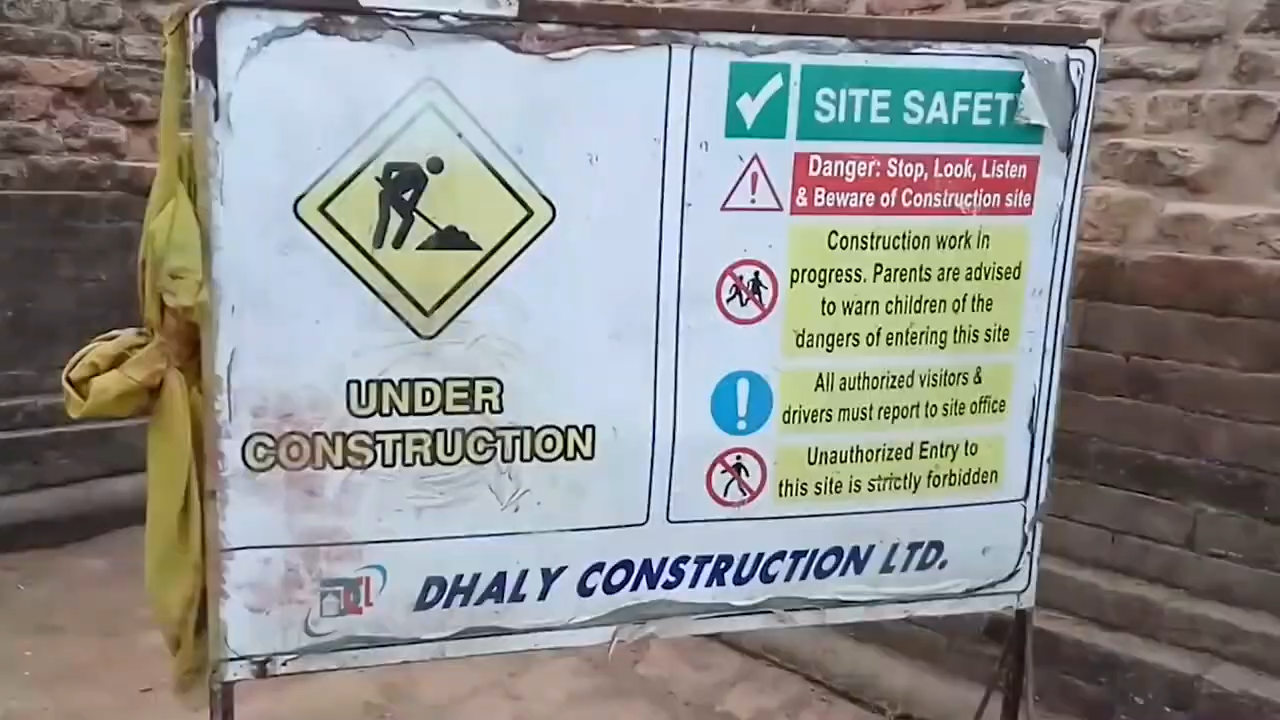 UNDER
CONSTRUCTION
SITE SAFET
Danger: Stop, Look, Listen
& Beware of Construction site
Construction work in
progress. Parents are advised
to warn children of the
dangers of entering this site
All authorized visitors &
drivers must report to site office
Unauthorized Entry to
this site is strictly forbidden
DHALY CONSTRUCTION LTD.